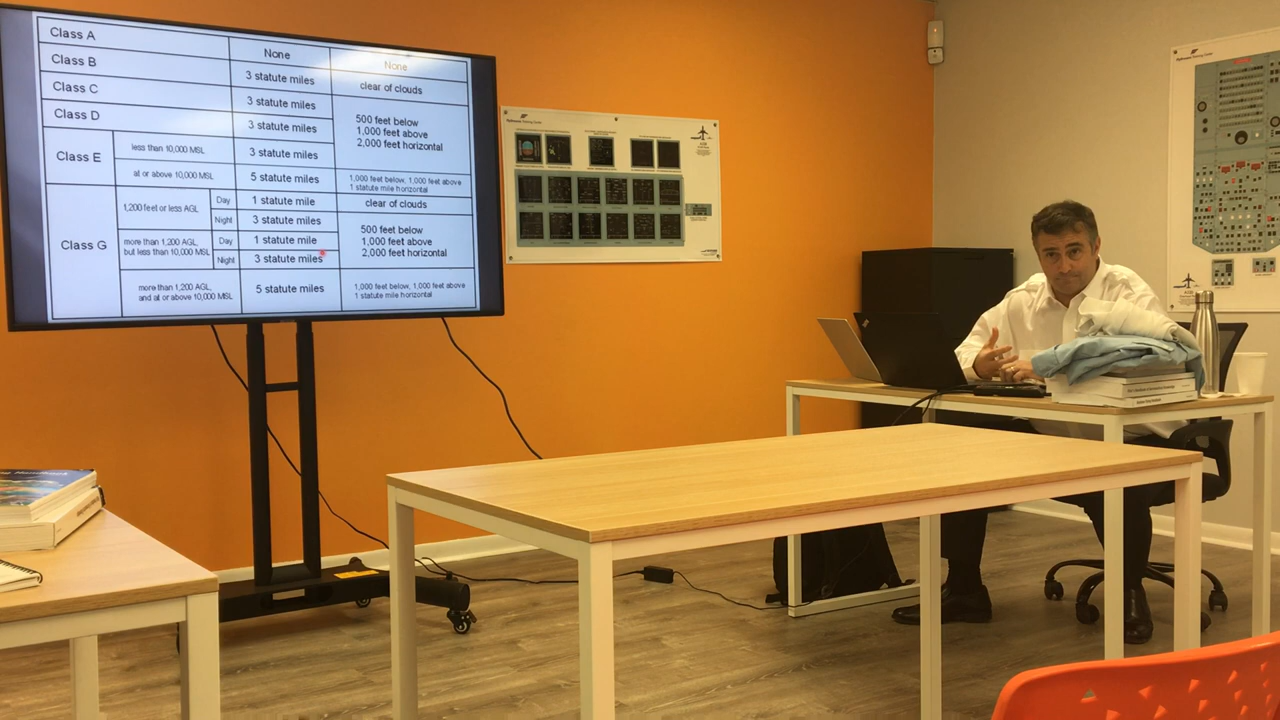 Class A
None
None
Class B
3 statute miles
clear of clouds
Class C
3 statute miles
500 feet below
1,000 feet above
2,000 feet horizontal
Class D
3 statute miles
Class E
less than 10,000 MSL
3 statute miles
at or above 10,000 MSL
5 statute miles
1,000 feet below, 1,000 feet above
1 statute mile horizontal
Class G
1,200 feet or less AGL
Day
1 statute mile
clear of clouds
Night
3 statute miles
500 feet below
1,000 feet above
2,000 feet horizontal
more than 1,200 AGL,
but less than 10,000 MSL
Day
1 statute mile
Night
3 statute miles
more than 1,200 AGL,
and at or above 10,000 MSL
5 statute miles
1,000 feet below, 1,000 feet above
1 statute mile horizontal